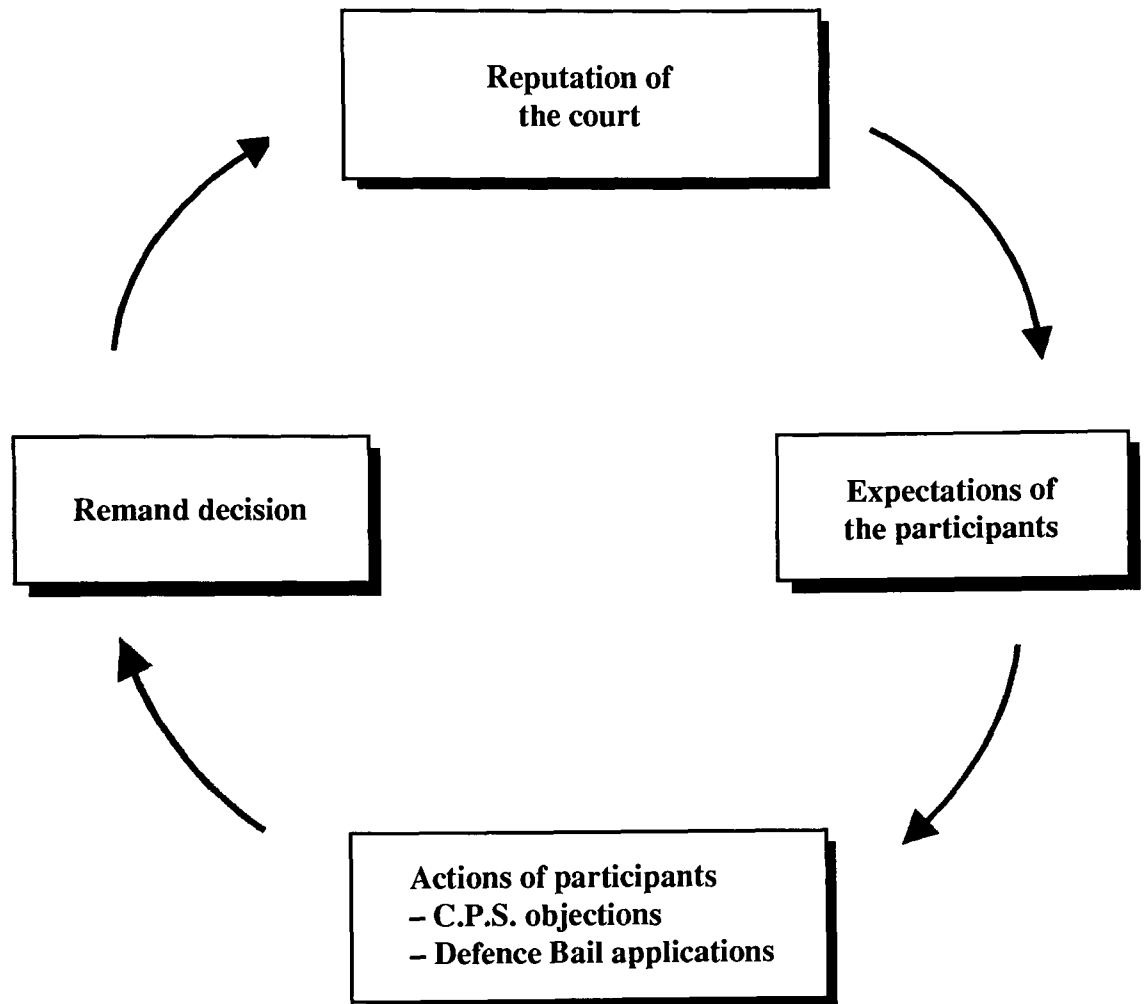 Reputation of
the court
Expectations of
the participants
Remand decision
Actions of participants
– C.P.S. objections
– Defence Bail applications